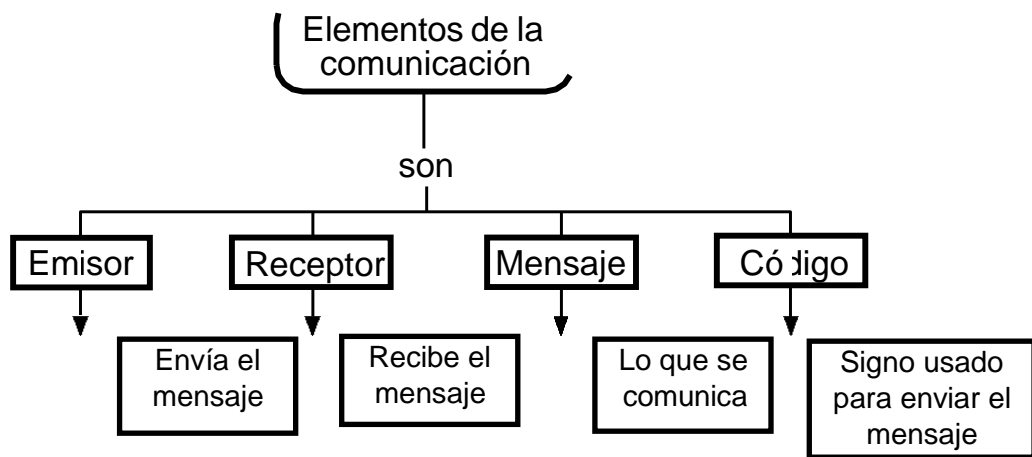 Elementos de la
comunicación
son
Emisor
Receptor
Mensaje
Código
Envía el
mensaje
Recibe el
mensaje
Lo que se
comunica
Signo usado
para enviar el
mensaje